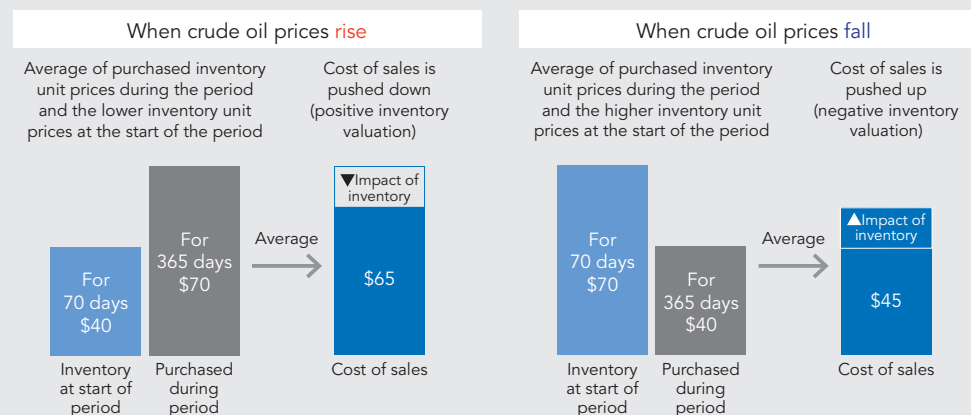 When crude oil prices rise
Average of purchased inventory
unit prices during the period
and the lower inventory unit
prices at the start of the period
Cost of sales is
pushed down
(positive inventory
valuation)
For
70 days
$40
For
365 days
$70
Average
▼Impact of
inventory
$65
Inventory
at start of
period
Purchased
during
period
Cost of sales
When crude oil prices fall
Average of purchased inventory
unit prices during the period
and the higher inventory unit
prices at the start of the period
Cost of sales is
pushed up
(negative inventory
valuation)
For
70 days
$70
For
365 days
$40
Average
▲Impact of
inventory
$45
Inventory
at start of
period
Purchased
during
period
Cost of sales